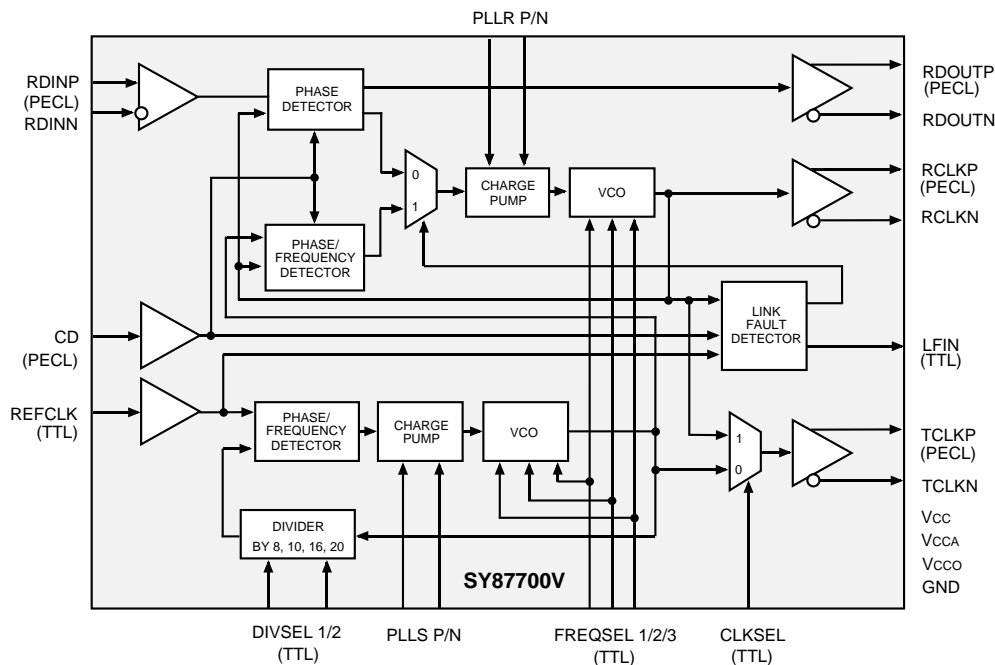 PLLR P/N
RDINP
(PECL)
RDINN
PHASE
DETECTOR
RDOUTP
(PECL)
RDOUTN
0
1
CHARGE
PUMP
VCO
RCLKP
(PECL)
RCLKN
PHASE/
FREQUENCY
DETECTOR
CD
(PECL)
LINK
FAULT
DETECTOR
LFIN
(TTL)
REFCLK
(TTL)
PHASE/
FREQUENCY
DETECTOR
CHARGE
PUMP
VCO
1
0
TCLKP
(PECL)
TCLKN
DIVIDER
BY 8, 10, 16, 20
SY87700V
VCC
VCCA
VCCO
GND
DIVSEL 1/2
(TTL)
PLLS P/N
FREQSEL 1/2/3
(TTL)
CLKSEL
(TTL)